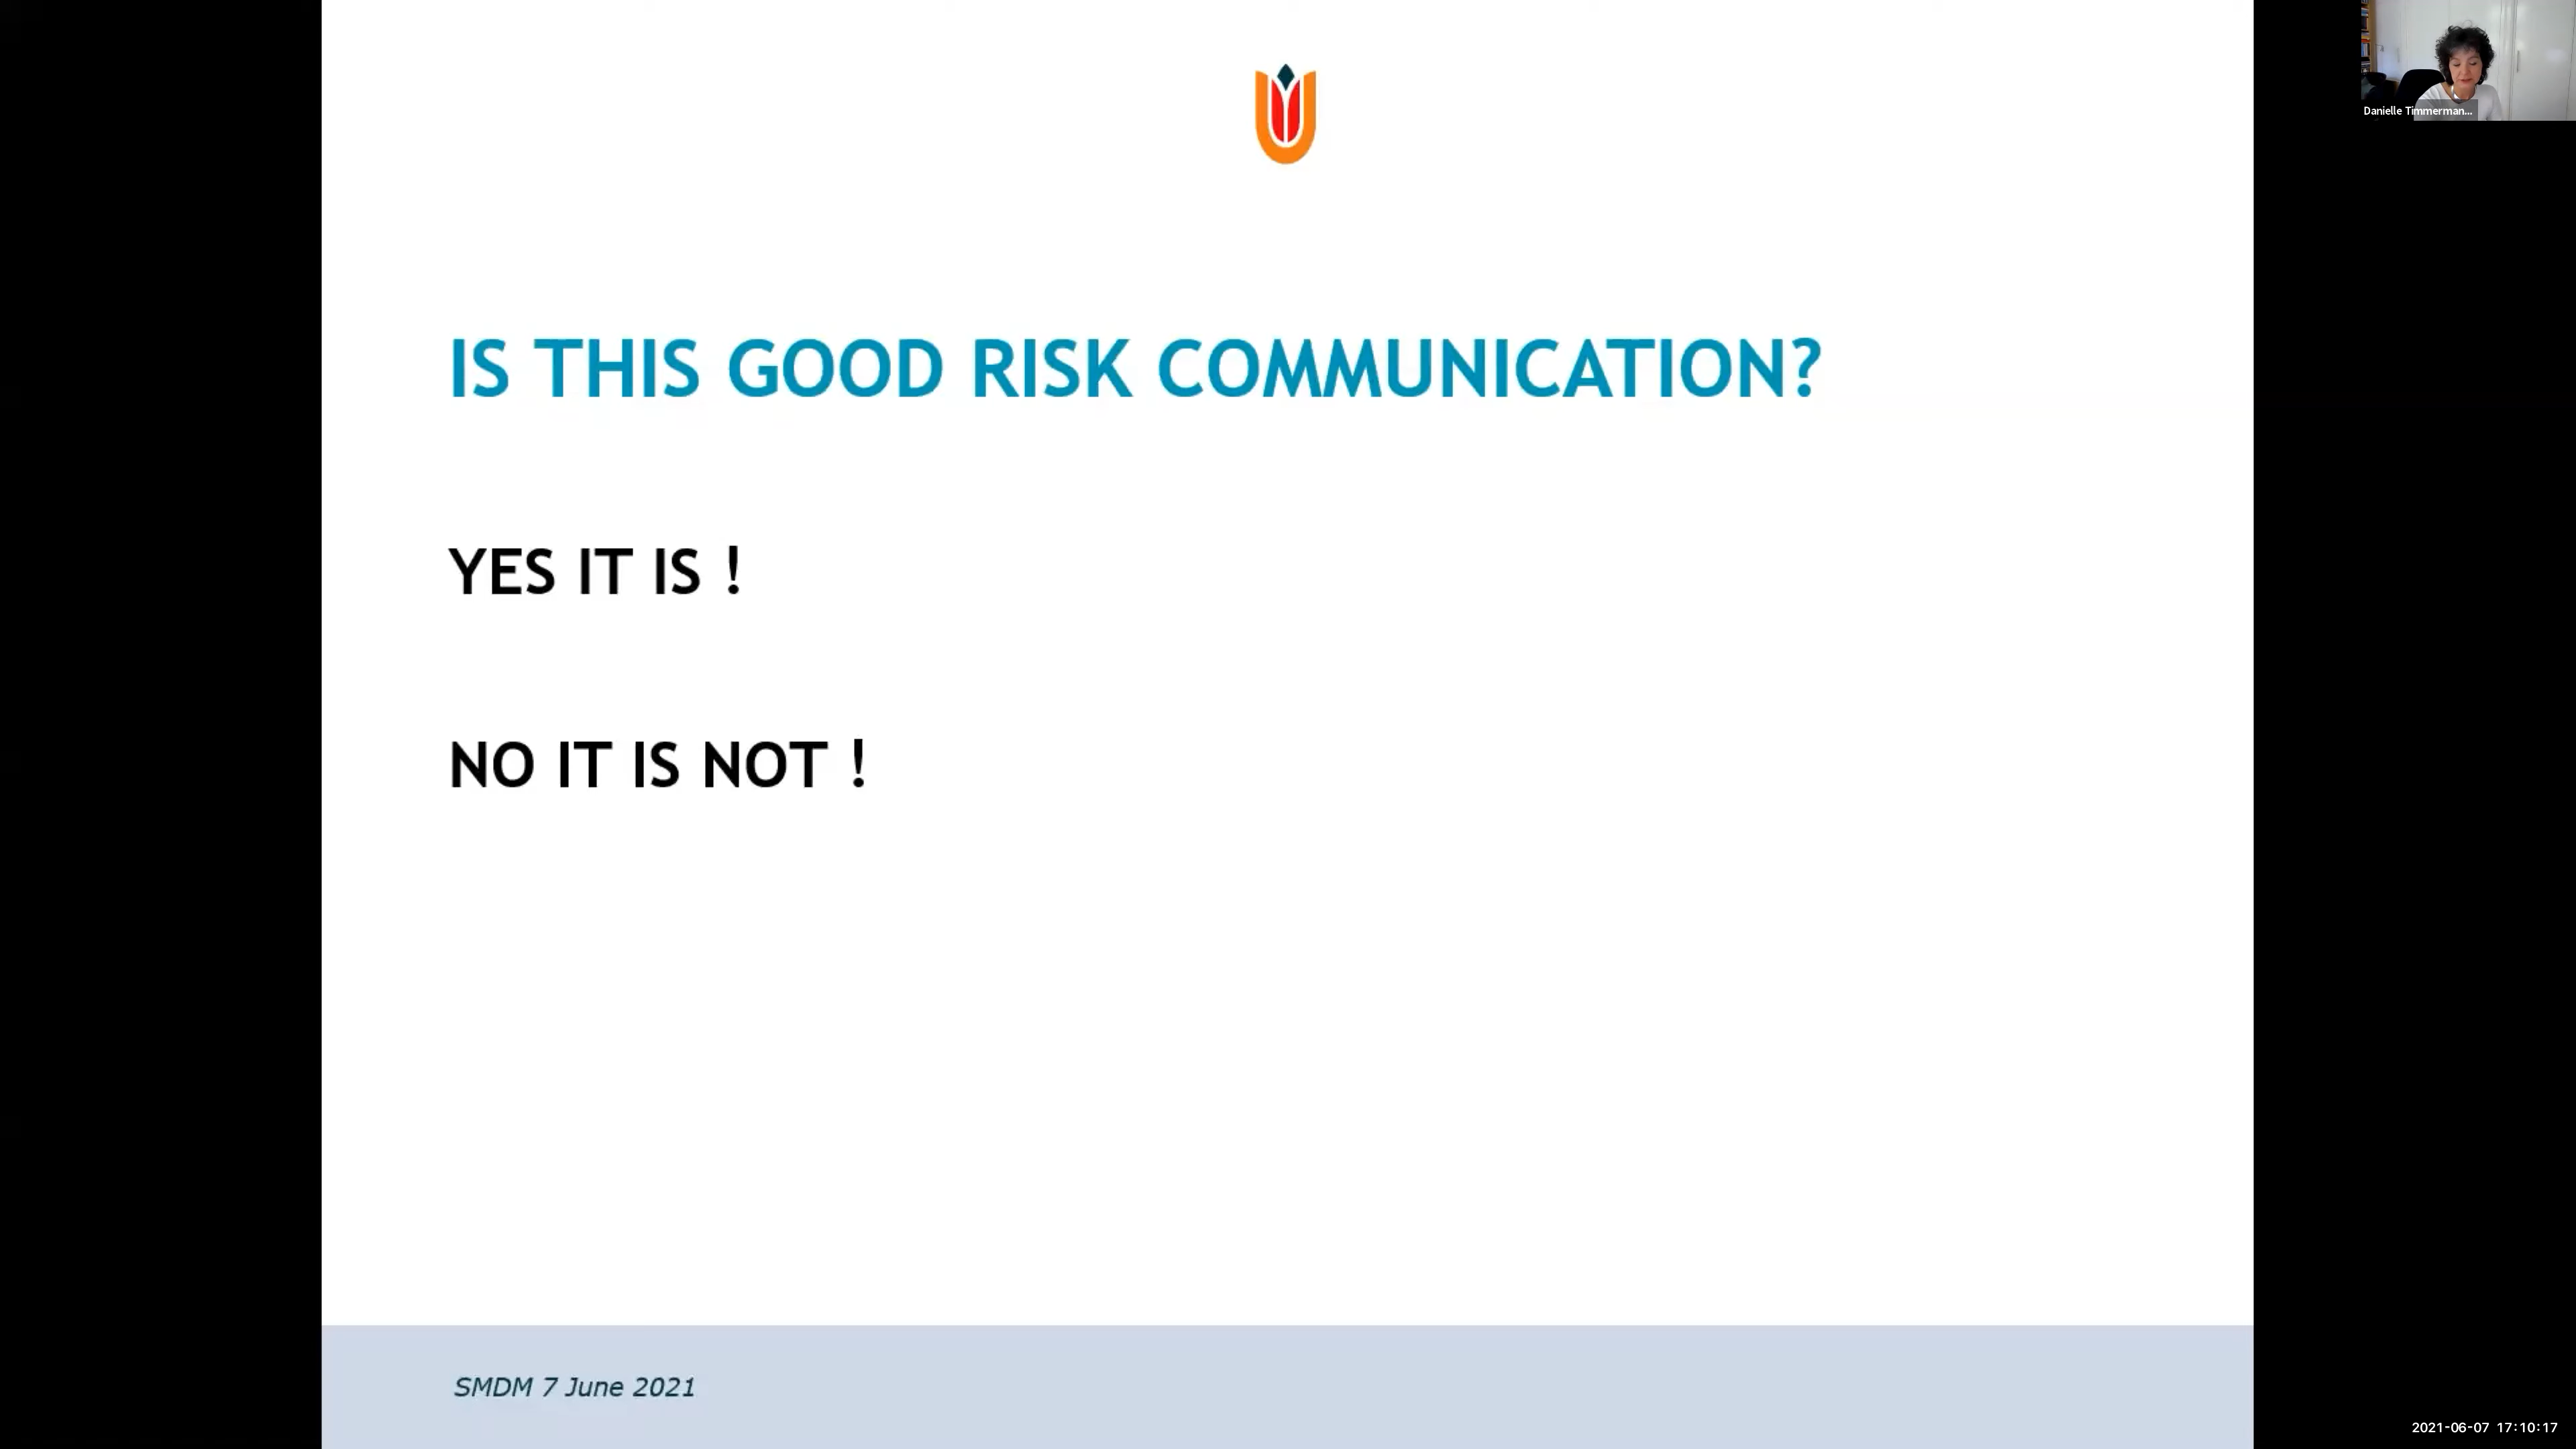 Danielle Timmerman...
IS THIS GOOD RISK COMMUNICATION?
YES IT IS !
NO IT IS NOT !
SMDM 7 June 2021
2021-06-07 17:10:17